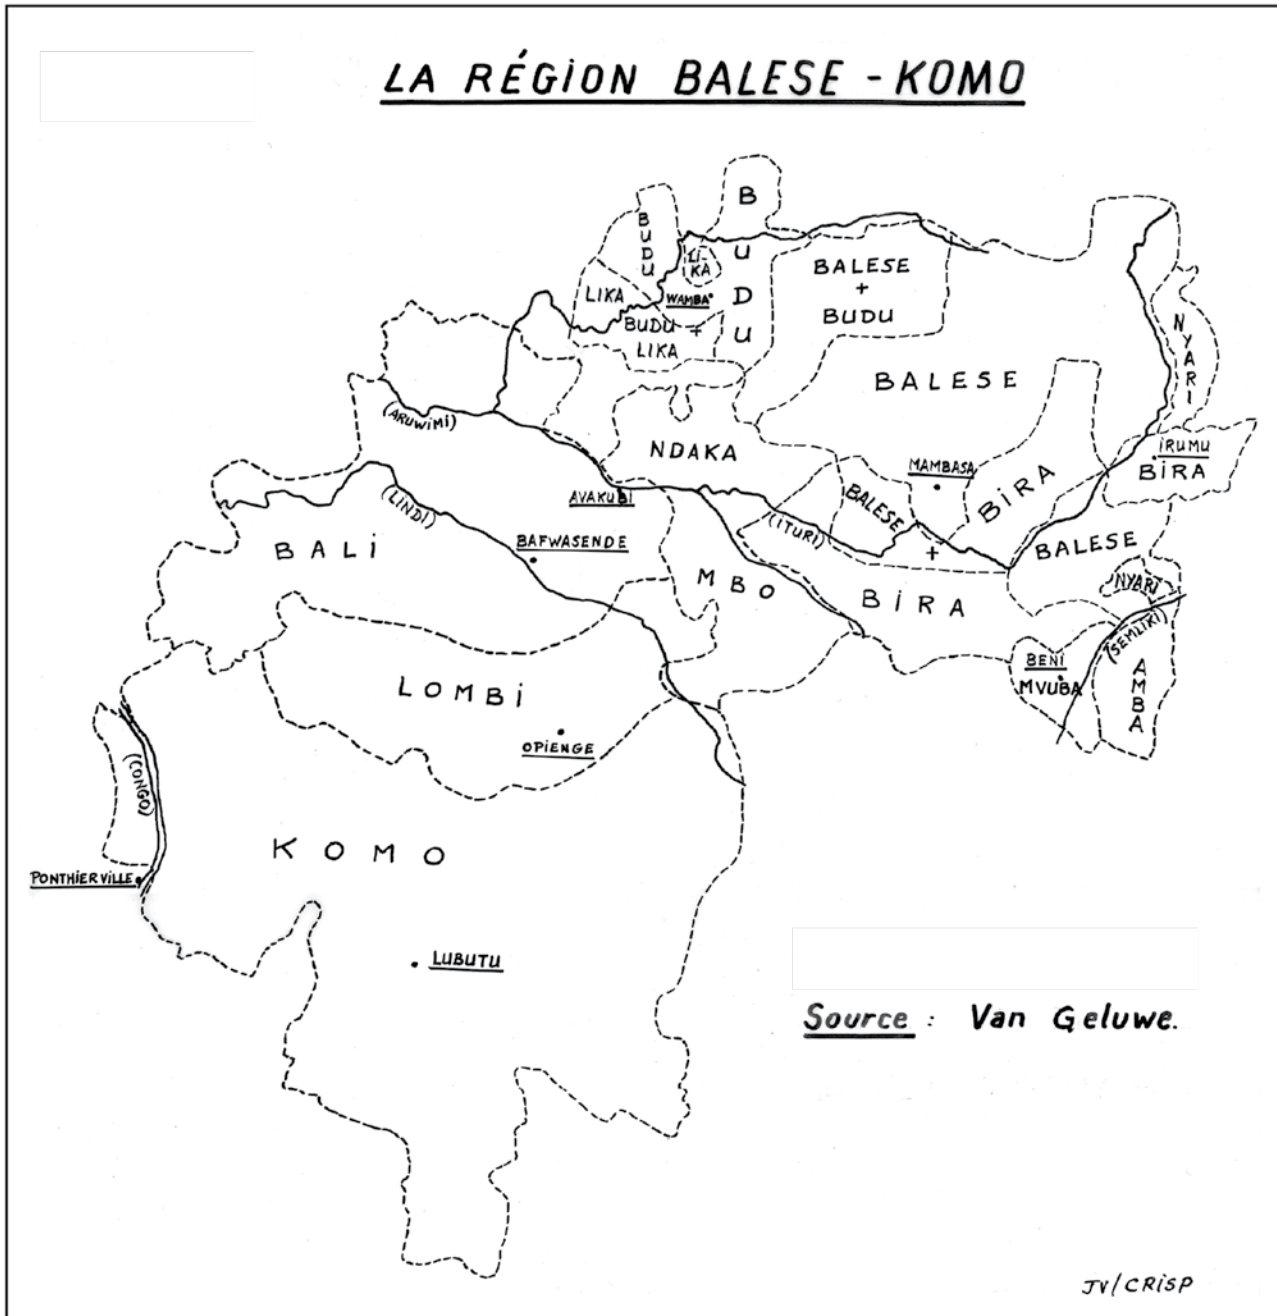 LA RÉGION BALESE - KOMO
BUDU
BUDU
LI-
KA
LIKA
WAMBA
BUDU +
LIKA
BALESE
+
BUDU
NYARI
BALESE
(ARUWIMI)
NDAKA
MAMBASA
IRUMU
BIRA
BIRA
BALESE
+
(LINDI)
AVAKUBI
(ITURI)
BALI
BAFWASENDE
BALESE
MBO
BIRA
NYARI
(SEMLIKI)
BENI
MVUBA
AMBA
LOMBI
OPIENGE
(CONGO)
KOMO
PONTHIERVILLE
LUBUTU
Source : Van Geluwe.
JV/CRISP